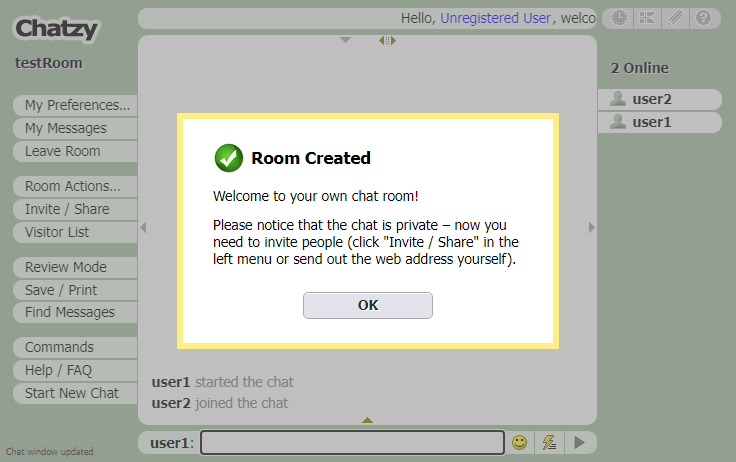 Chatzy
Hello, Unregistered User, welco
testRoom
2 Online
user2
user1
My Preferences...
My Messages
Leave Room
Room Actions...
Invite / Share
Visitor List
Review Mode
Save / Print
Find Messages
Commands
Help / FAQ
Start New Chat
Room Created
Welcome to your own chat room!
Please notice that the chat is private – now you
need to invite people (click "Invite / Share" in the
left menu or send out the web address yourself).
OK
user1 started the chat
user2 joined the chat
user1:
Chat window updated